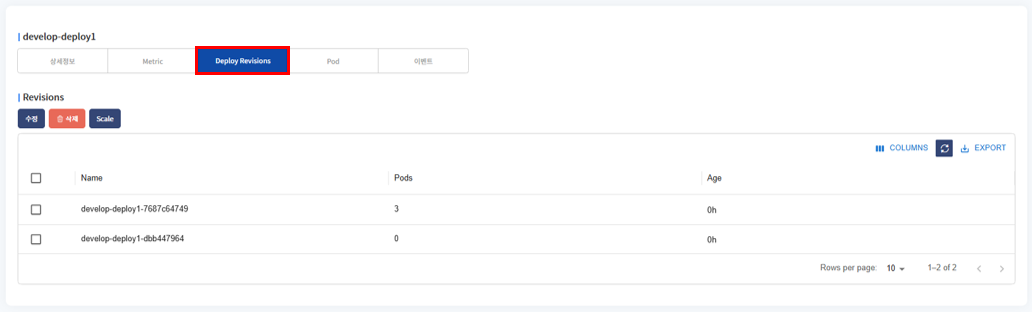 develop-deploy1
상세정보 Metric Deploy Revisions Pod 이벤트
Revisions
수정 삭제 Scale
COLUMNS EXPORT
Name Pods Age
develop-deploy1-7687c64749 3 0h
develop-deploy1-dbb447964 0 0h
Rows per page: 10 1–2 of 2